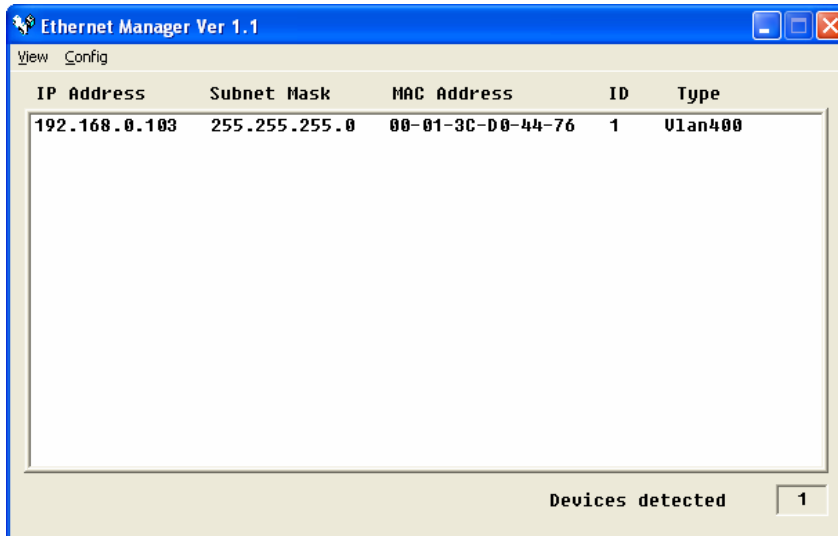 Ethernet Manager Ver 1.1
View Config
IP Address Subnet Mask MAC Address ID Type
192.168.0.103 255.255.255.0 00-01-3C-D0-44-76 1 Vlan400
Devices detected 1